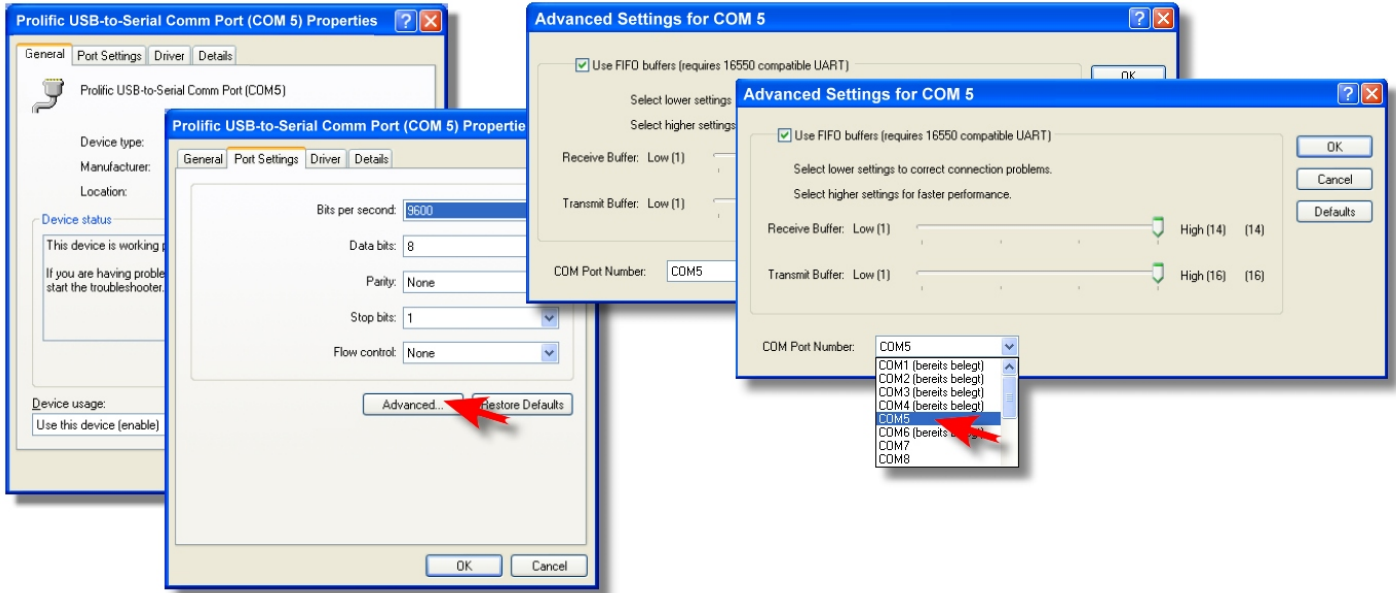 Prolific USB-to-Serial Comm Port (COM 5) Properties
General Port Settings Driver Details
Prolific USB-to-Serial Comm Port (COM5)
Device type:
Manufacturer:
Location:
Device status
This device is working
If you are having
start the troubleshooter.
Device usage:
Use this device (enable)
Prolific USB-to-Serial Comm Port (COM 5)
General Port Settings Driver Details
Bits per second: 9600
Data bits: 8
Parity: None
Stop bits: 1
Flow control: None
Advanced... Restore Defaults
OK Cancel
Advanced Settings for COM 5
Use FIFO buffers (requires 16550 compatible UART)
OK
Select lower settings
Select higher settings
Receive Buffer: Low (1)
Transmit Buffer: Low (1)
COM Port Number: COM5
Advanced Settings for COM 5
Use FIFO buffers (requires 16550 compatible UART)
OK
Select lower settings to correct connection problems.
Cancel
Select higher settings for faster performance.
Defaults
Receive Buffer: Low (1) High (14) (14)
Transmit Buffer: Low (1) High (16) (16)
COM Port Number: COM5
COM1 (bereits belegt)
COM2 (bereits belegt)
COM3 (bereits belegt)
COM4 (bereits belegt)
COM5
COM6 (bereits
COM7
COM8